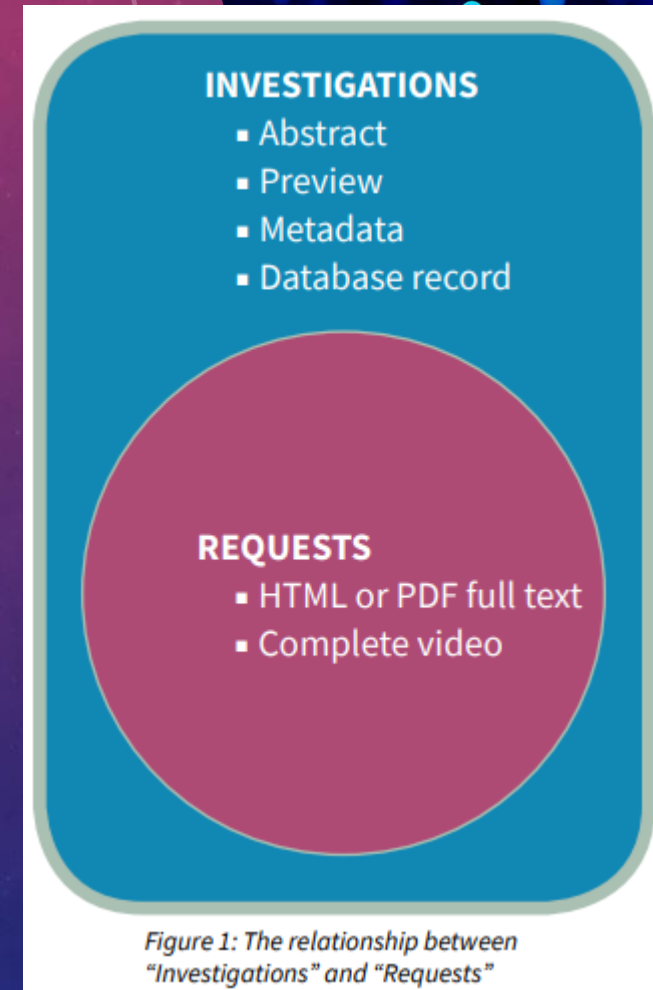 INVESTIGATIONS
▪ Abstract
▪ Preview
▪ Metadata
▪ Database record
REQUESTS
▪ HTML or PDF full text
▪ Complete video
Figure 1: The relationship between
“Investigations” and “Requests”